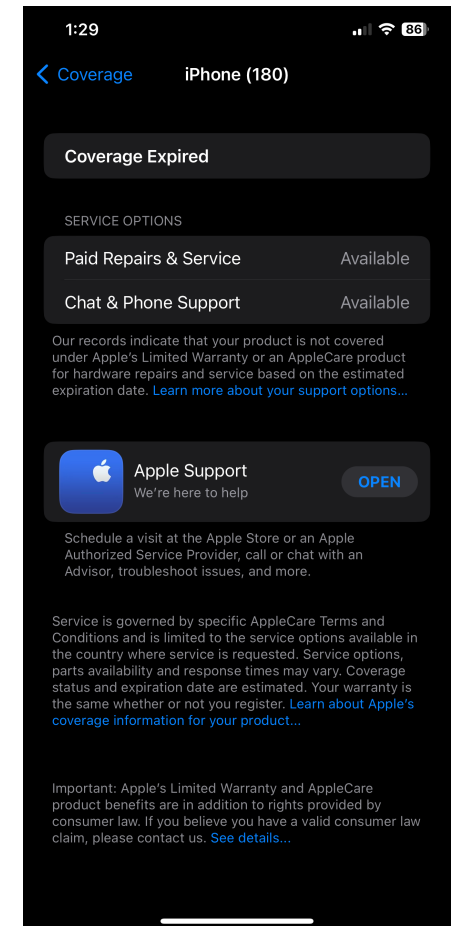 1:29
86
Coverage
iPhone (180)
Coverage Expired
SERVICE OPTIONS
Paid Repairs & Service Available
Chat & Phone Support Available
Our records indicate that your product is not covered
under Apple's Limited Warranty or an AppleCare product
for hardware repairs and service based on the estimated
expiration date. Learn more about your support options...
Apple Support
We're here to help
OPEN
Schedule a visit at the Apple Store or an Apple
Authorized Service Provider, call or chat with an
Advisor, troubleshoot issues, and more.
Service is governed by specific AppleCare Terms and
Conditions and is limited to the service options available in
the country where service is requested. Service options,
parts availability and response times may vary. Coverage
status and expiration date are estimated. Your warranty is
the same whether or not you register. Learn about Apple's
coverage information for your product...
Important: Apple's Limited Warranty and AppleCare
product benefits are in addition to rights provided by
consumer law. If you believe you have a valid consumer law
claim, please contact us. See details...